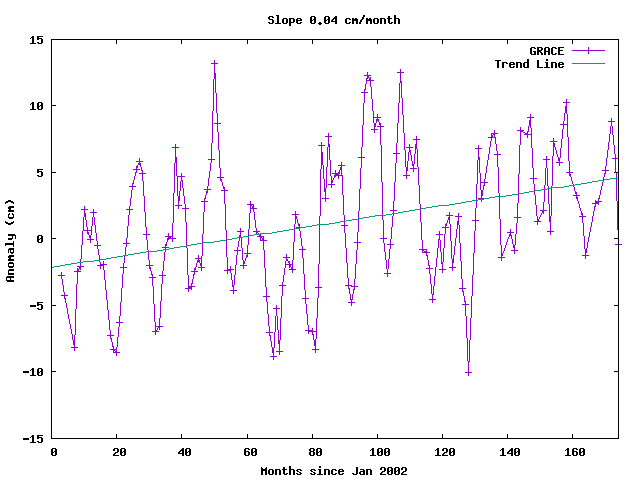 Slope 0.04 cm/month
GRACE
Trend Line
15
10
5
0
-5
-10
-15
Anomaly (cm)
0 20 40 60 80 100 120 140 160
Months since Jan 2002